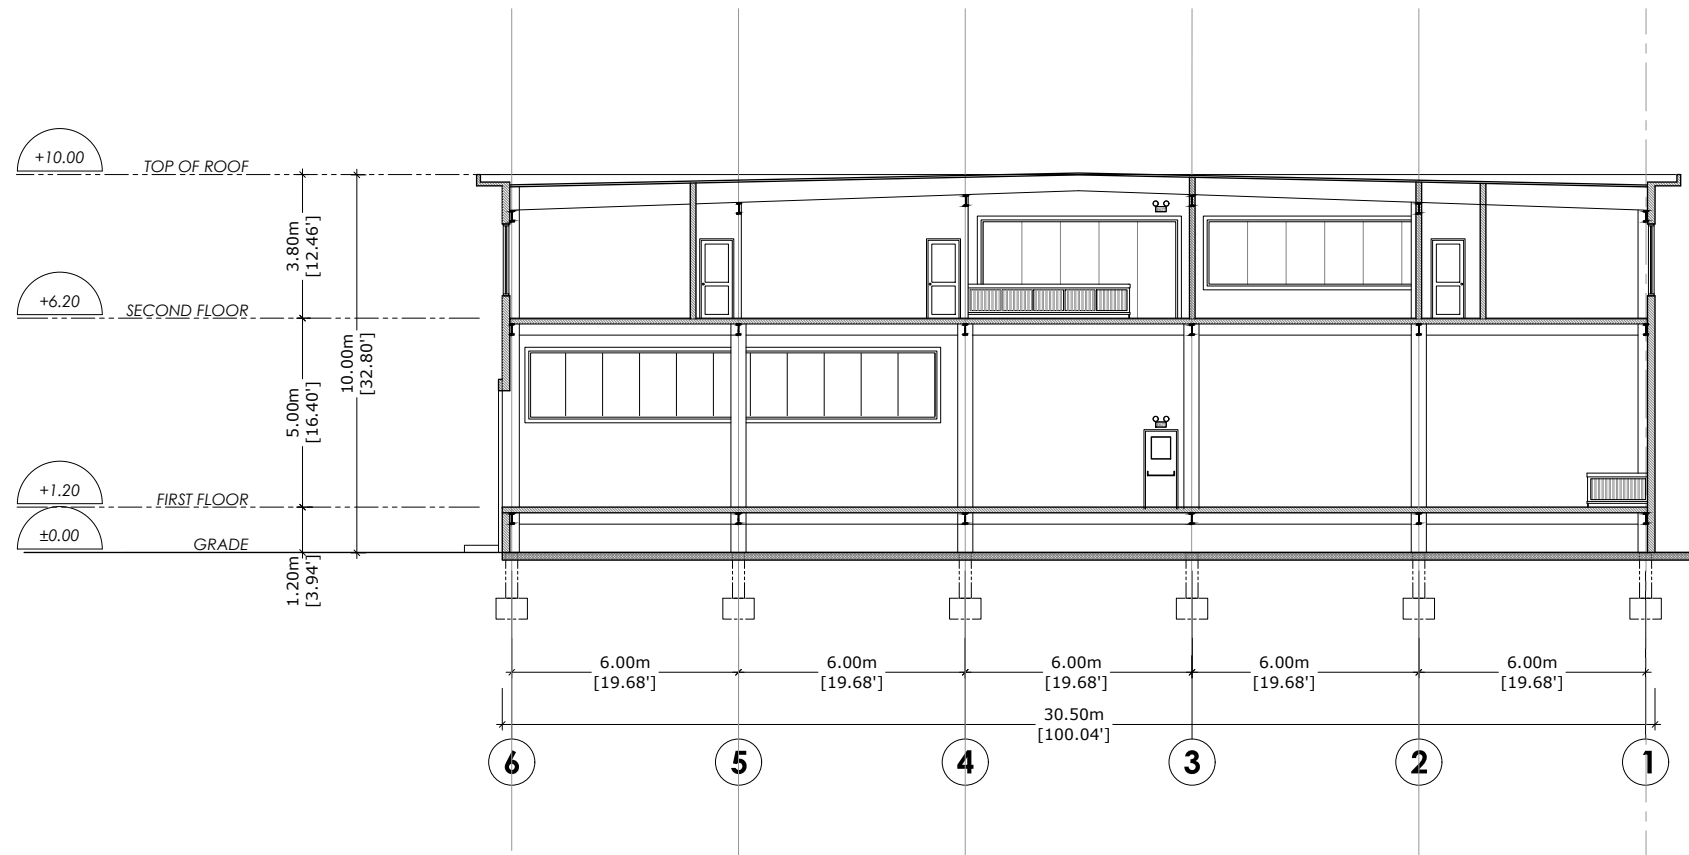 +10.00
TOP OF ROOF
3.80m
[12.46']
+6.20
SECOND FLOOR
10.00m
[32.80']
5.00m
[16.40']
+1.20
FIRST FLOOR
±0.00
GRADE
1.20m
[3.94']
6.00m
[19.68']
6.00m
[19.68']
6.00m
[19.68']
6.00m
[19.68']
6.00m
[19.68']
30.50m
[100.04']
6
5
4
3
2
1